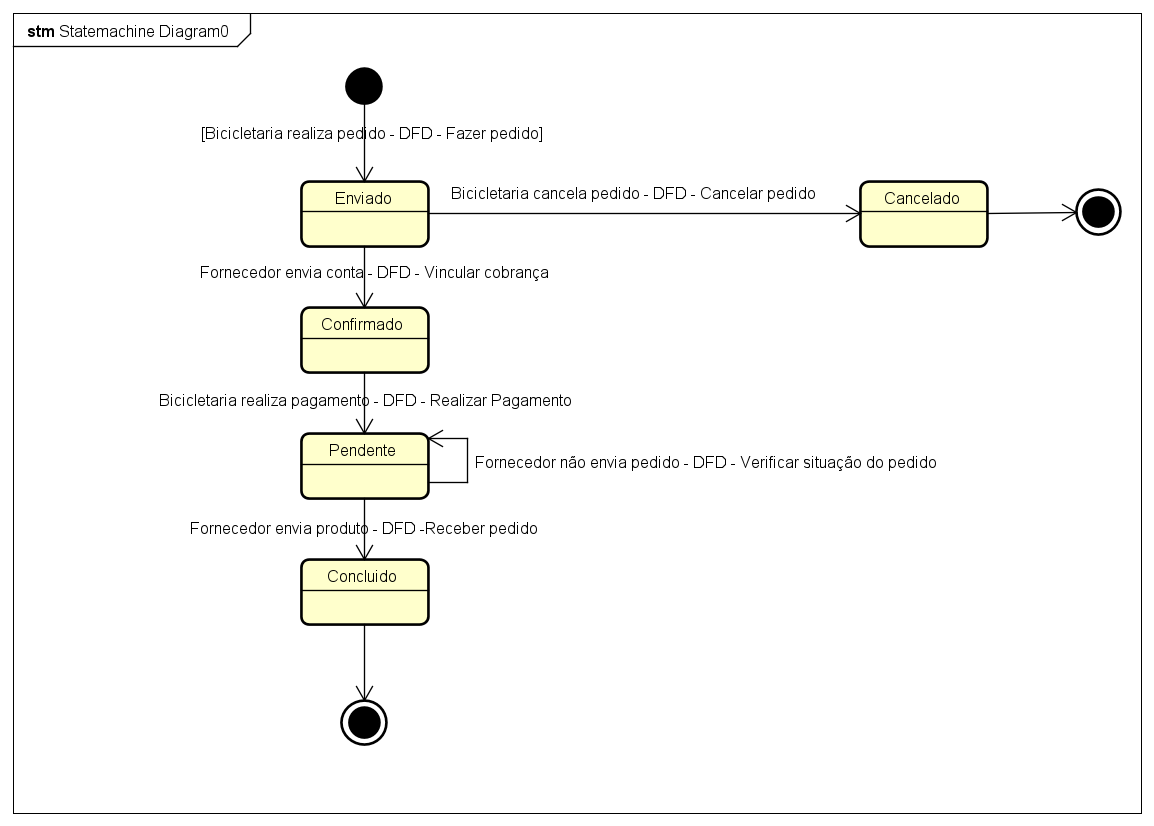 stm Statemachine Diagram0
[Bicicletaria realiza pedido - DFD - Fazer pedido]
Enviado
Bicicletaria cancela pedido - DFD - Cancelar pedido
Cancelado
Fornecedor envia conta - DFD - Vincular cobrança
Confirmado
Bicicletaria realiza pagamento - DFD - Realizar Pagamento
Pendente
Fornecedor não envia pedido - DFD - Verificar situação do pedido
Fornecedor envia produto - DFD -Receber pedido
Concluido